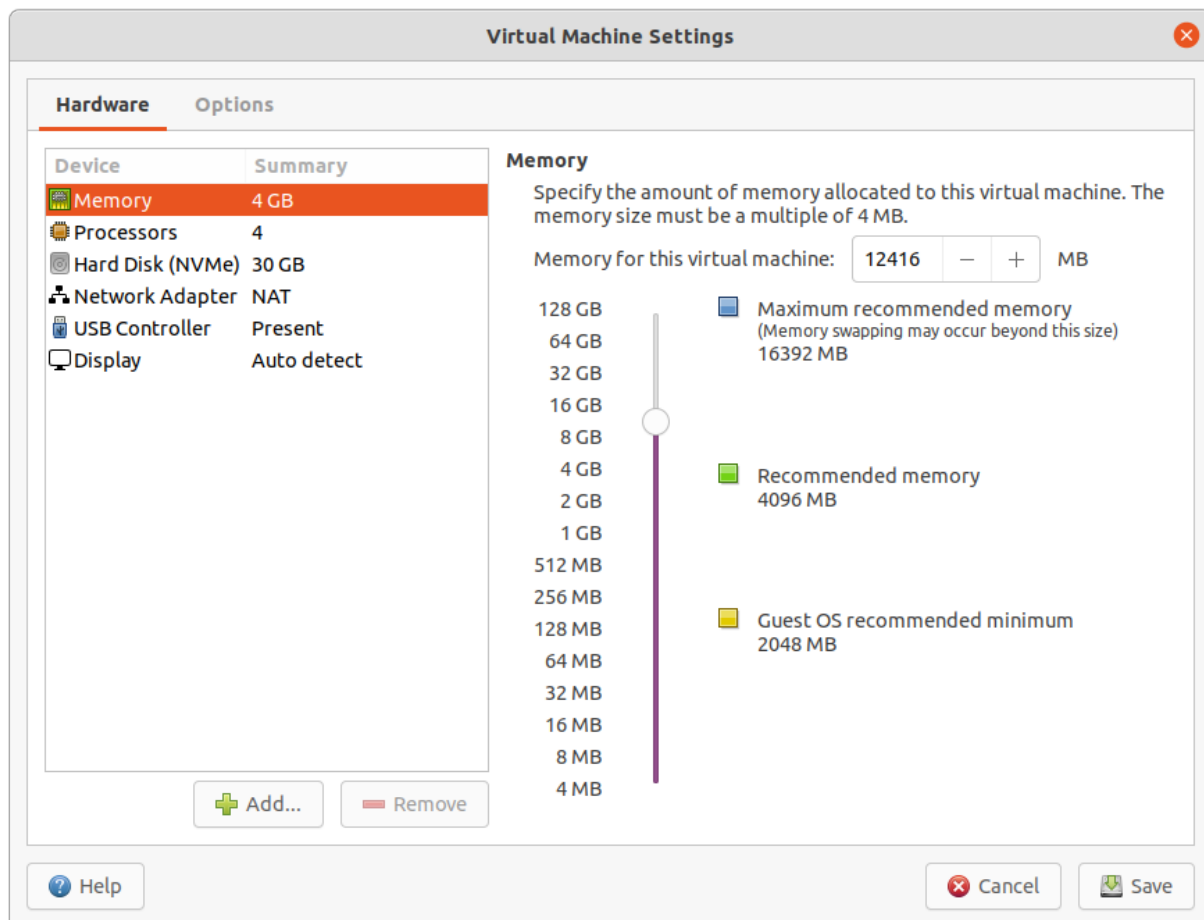 Virtual Machine Settings
Hardware Options
Device Summary
Memory 4 GB
Processors 4
Hard Disk (NVMe) 30 GB
Network Adapter NAT
USB Controller Present
Display Auto detect
Add...
Remove
Memory
Specify the amount of memory allocated to this virtual machine. The
memory size must be a multiple of 4 MB.
Memory for this virtual machine: 12416 − + MB
128 GB
64 GB
32 GB
16 GB
8 GB
4 GB
2 GB
1 GB
512 MB
256 MB
128 MB
64 MB
32 MB
16 MB
8 MB
4 MB
Maximum recommended memory
(Memory swapping may occur beyond this size)
16392 MB
Recommended memory
4096 MB
Guest OS recommended minimum
2048 MB
Help
Cancel
Save